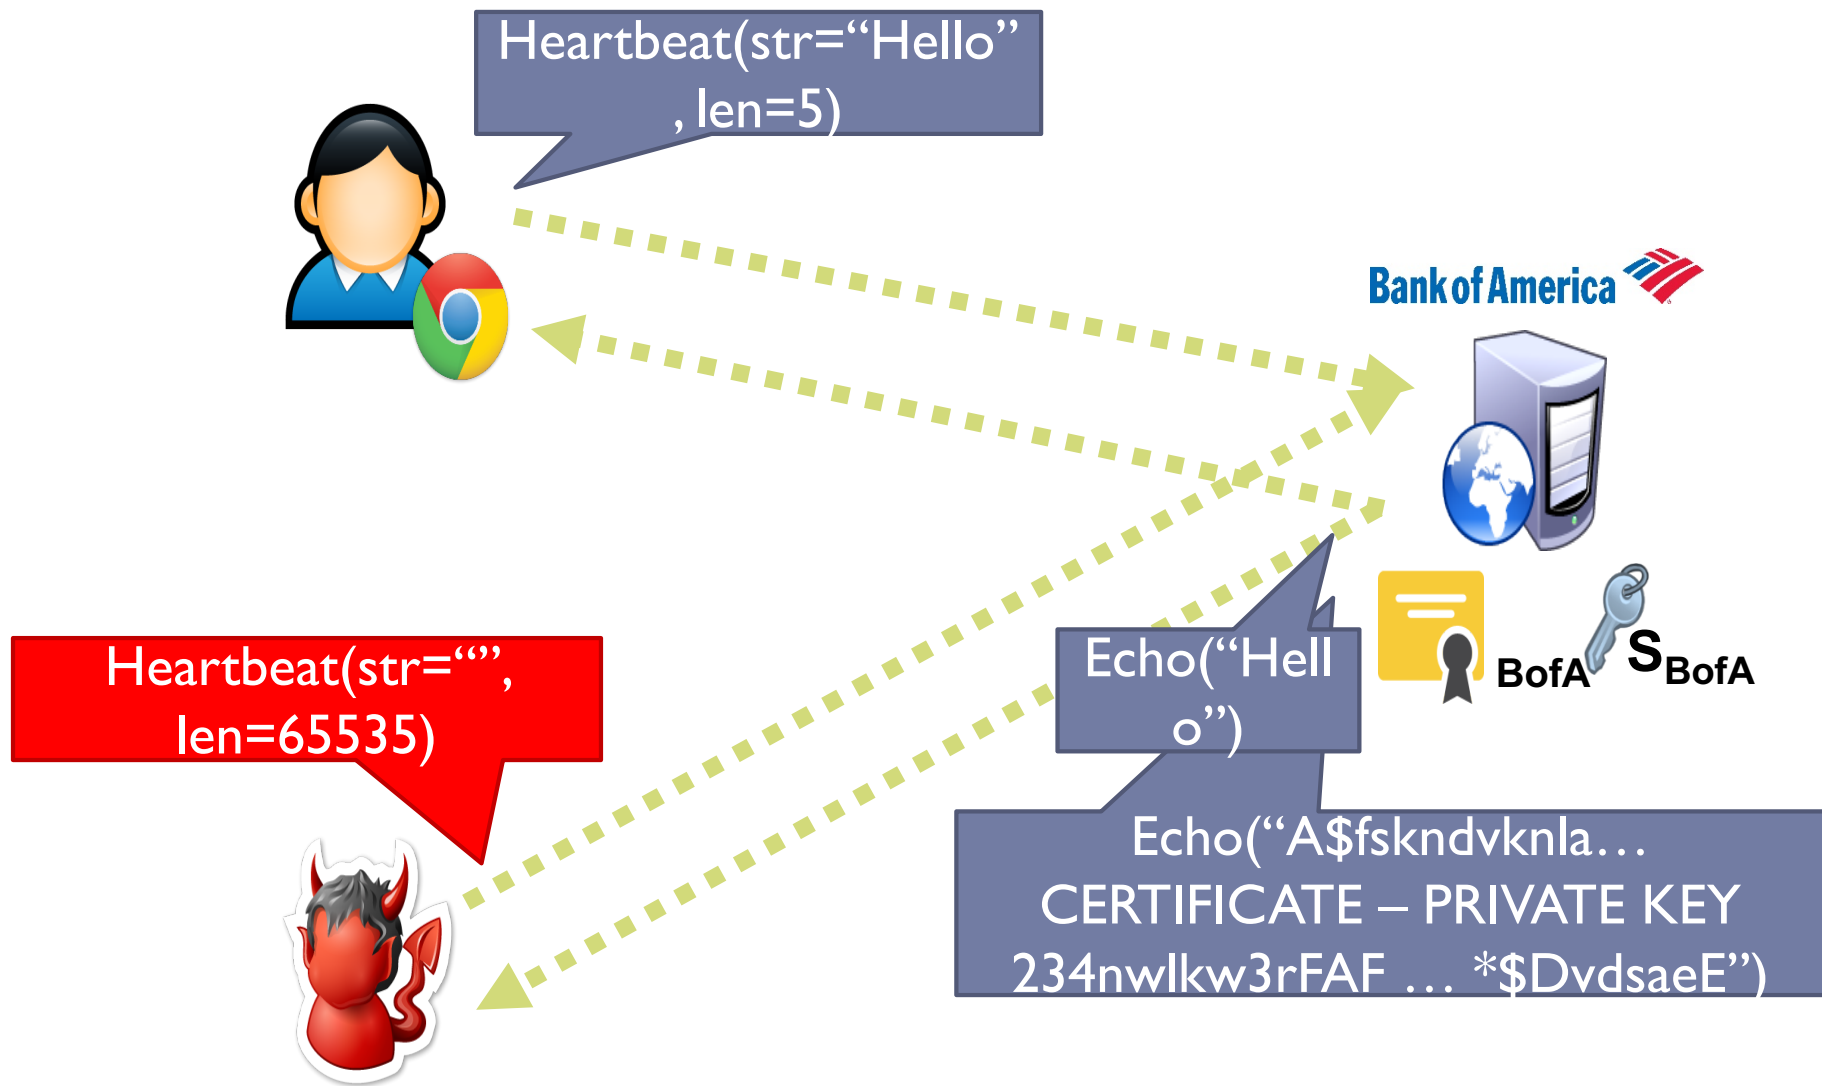 Heartbeat(str=“Hello”
, len=5)
Bank of America
Echo(“Hell
o”)
BofA
SBofA
Heartbeat(str=“”,
len=65535)
Echo(“A$fskndvknla…
CERTIFICATE – PRIVATE KEY
234nwlkw3rFAF … *$DvdsaeE”)